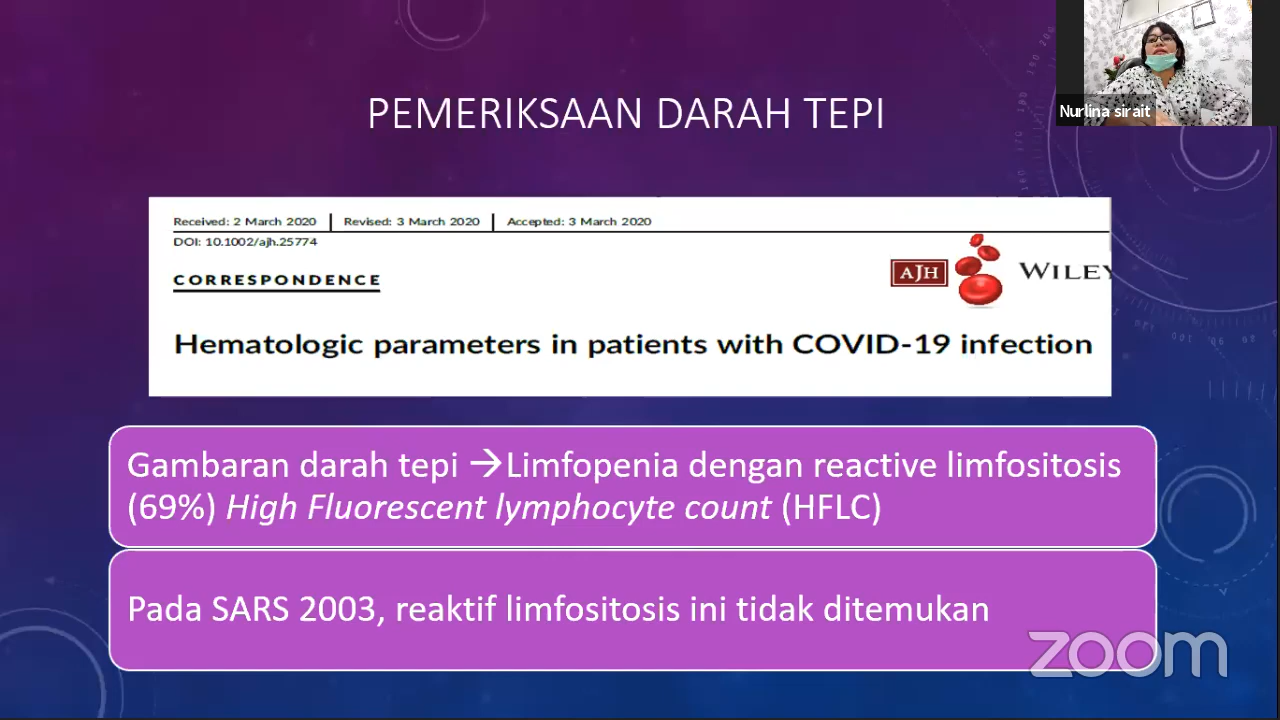 PEMERIKSAAN DARAH TEPI
Nurlina sirait
Received: 2 March 2020 | Revised: 3 March 2020 | Accepted: 3 March 2020
DOI: 10.1002/ajh.25774
CORRESPONDENCE
AJH WILEY
Hematologic parameters in patients with COVID-19 infection
Gambaran darah tepi →Limfopenia dengan reactive limfositosis
(69%) High Fluorescent lymphocyte count (HFLC)
Pada SARS 2003, reaktif limfositosis ini tidak ditemukan
zoom